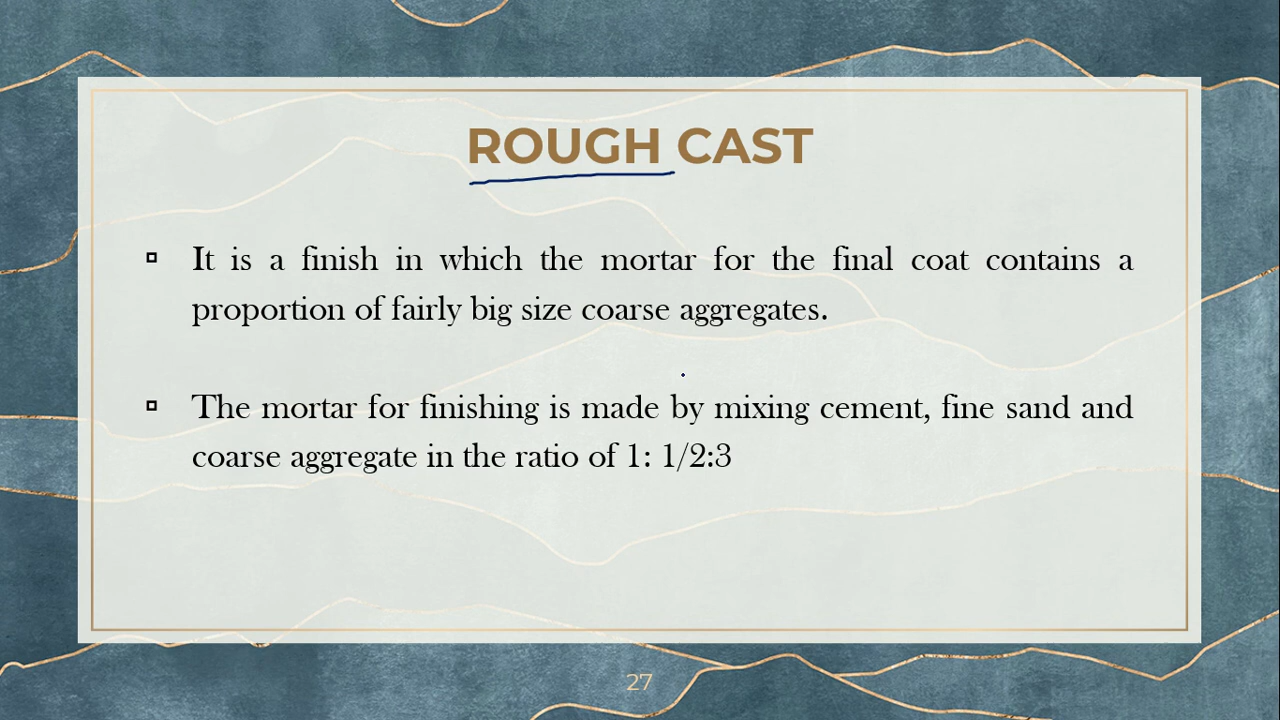 ROUGH CAST
It is a finish in which the mortar for the final coat contains a
proportion of fairly big size coarse aggregates.
The mortar for finishing is made by mixing cement, fine sand and
coarse aggregate in the ratio of 1: 1/2:3
27